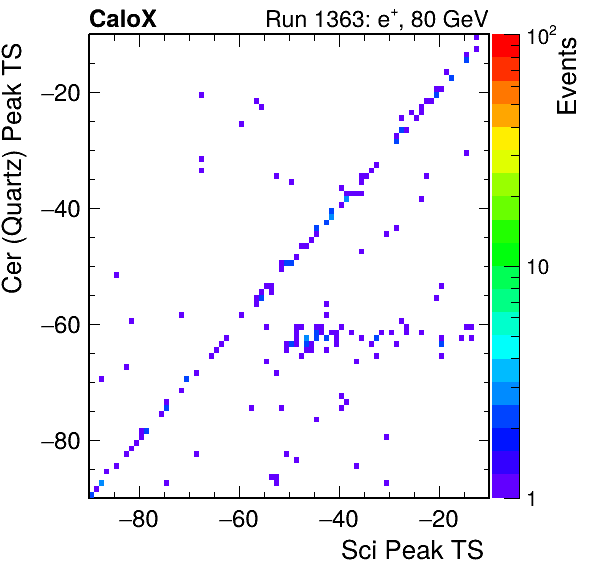 CaloX
Run 1363: e⁺, 80 GeV
Cer (Quartz) Peak TS
−20
−40
−60
−80
−80
−60
−40
−20
Sci Peak TS
Events
10²
10
1